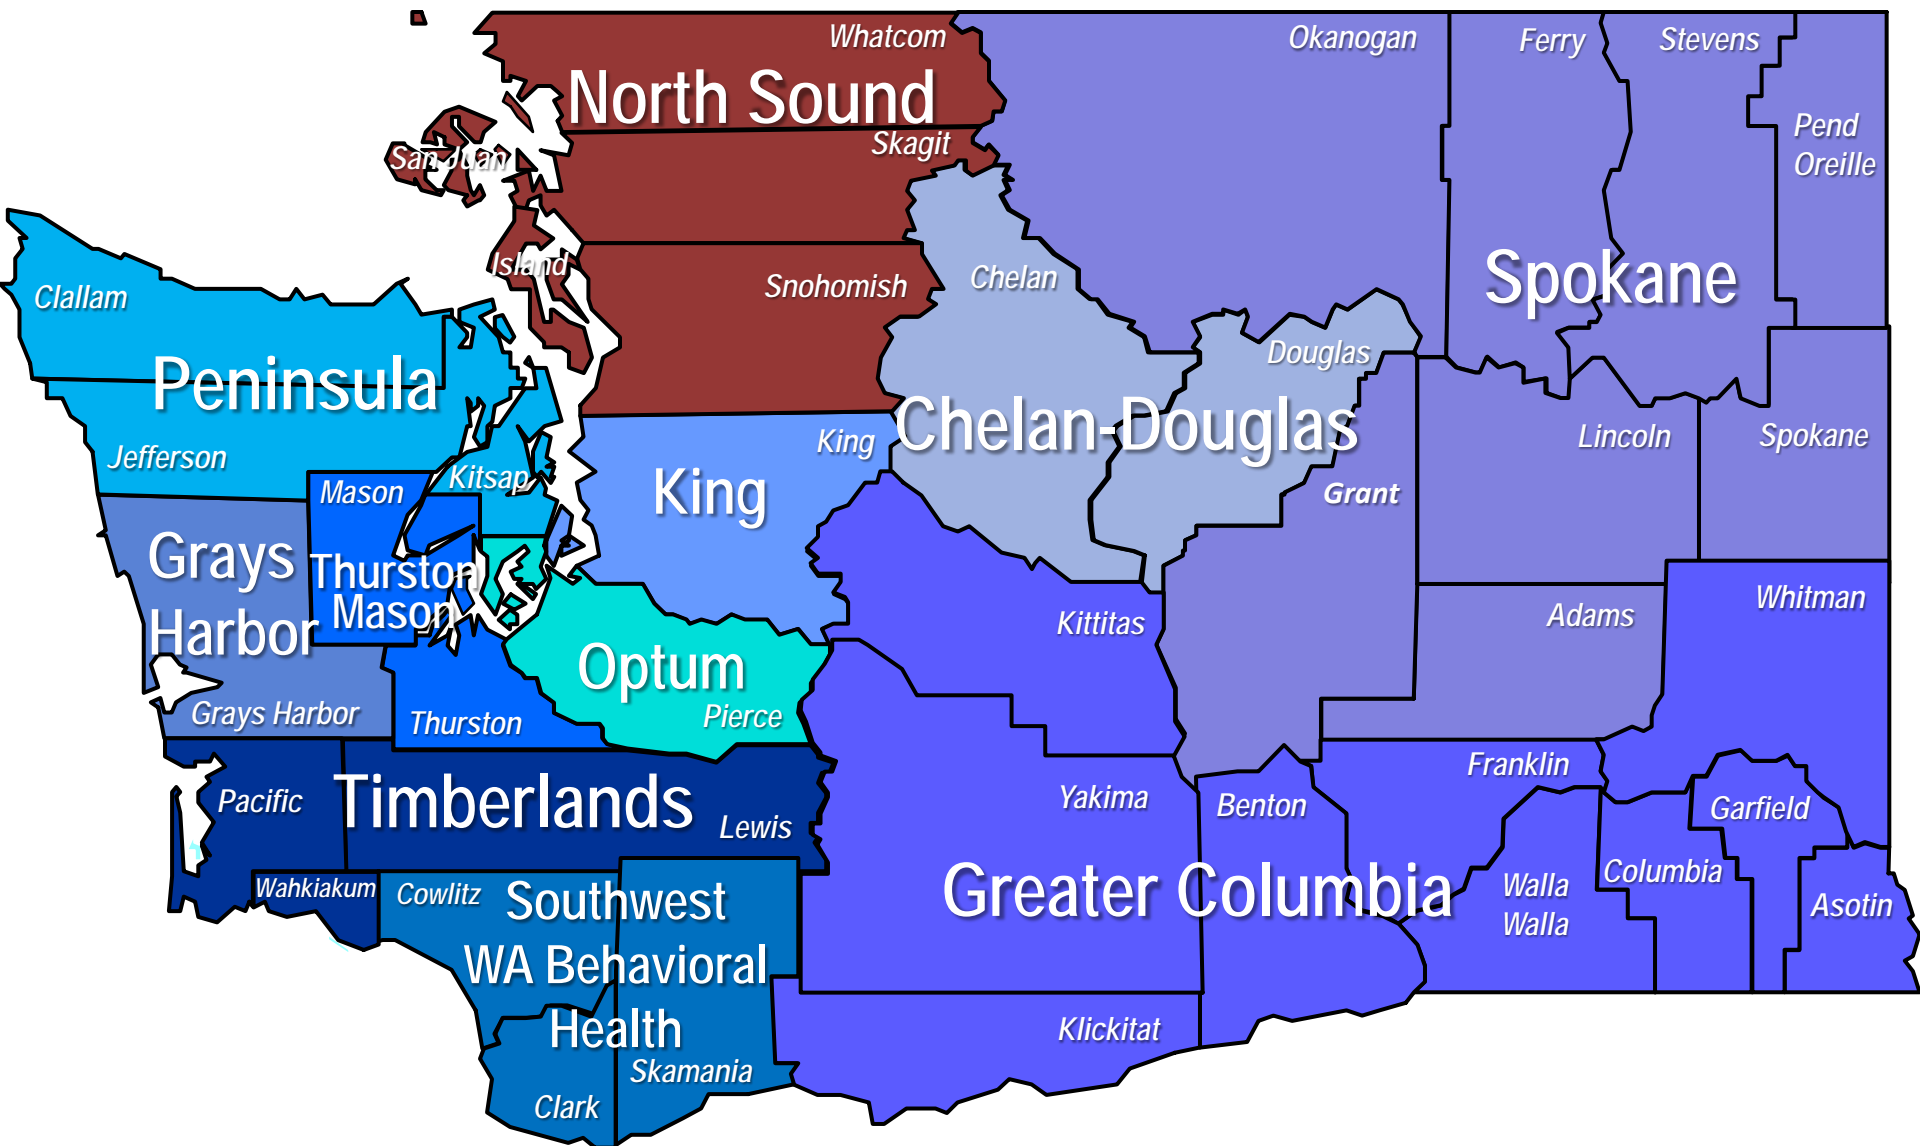 Whatcom
Okanogan
Ferry
Stevens
North Sound
Pend
Oreille
Skagit
San Juan
Island
Snohomish
Chelan
Spokane
Clallam
Peninsula
Douglas
Chelan-Douglas
King
Lincoln
Spokane
Jefferson
Kitsap
Mason
King
Grant
Grays
Harbor
Thurston
Mason
Kittitas
Adams
Whitman
Optum
Pierce
Grays Harbor
Thurston
Franklin
Pacific
Timberlands
Lewis
Yakima
Benton
Garfield
Wahkiakum
Cowlitz
Southwest
WA Behavioral
Health
Greater Columbia
Walla
Walla
Columbia
Asotin
Klickitat
Skamania
Clark